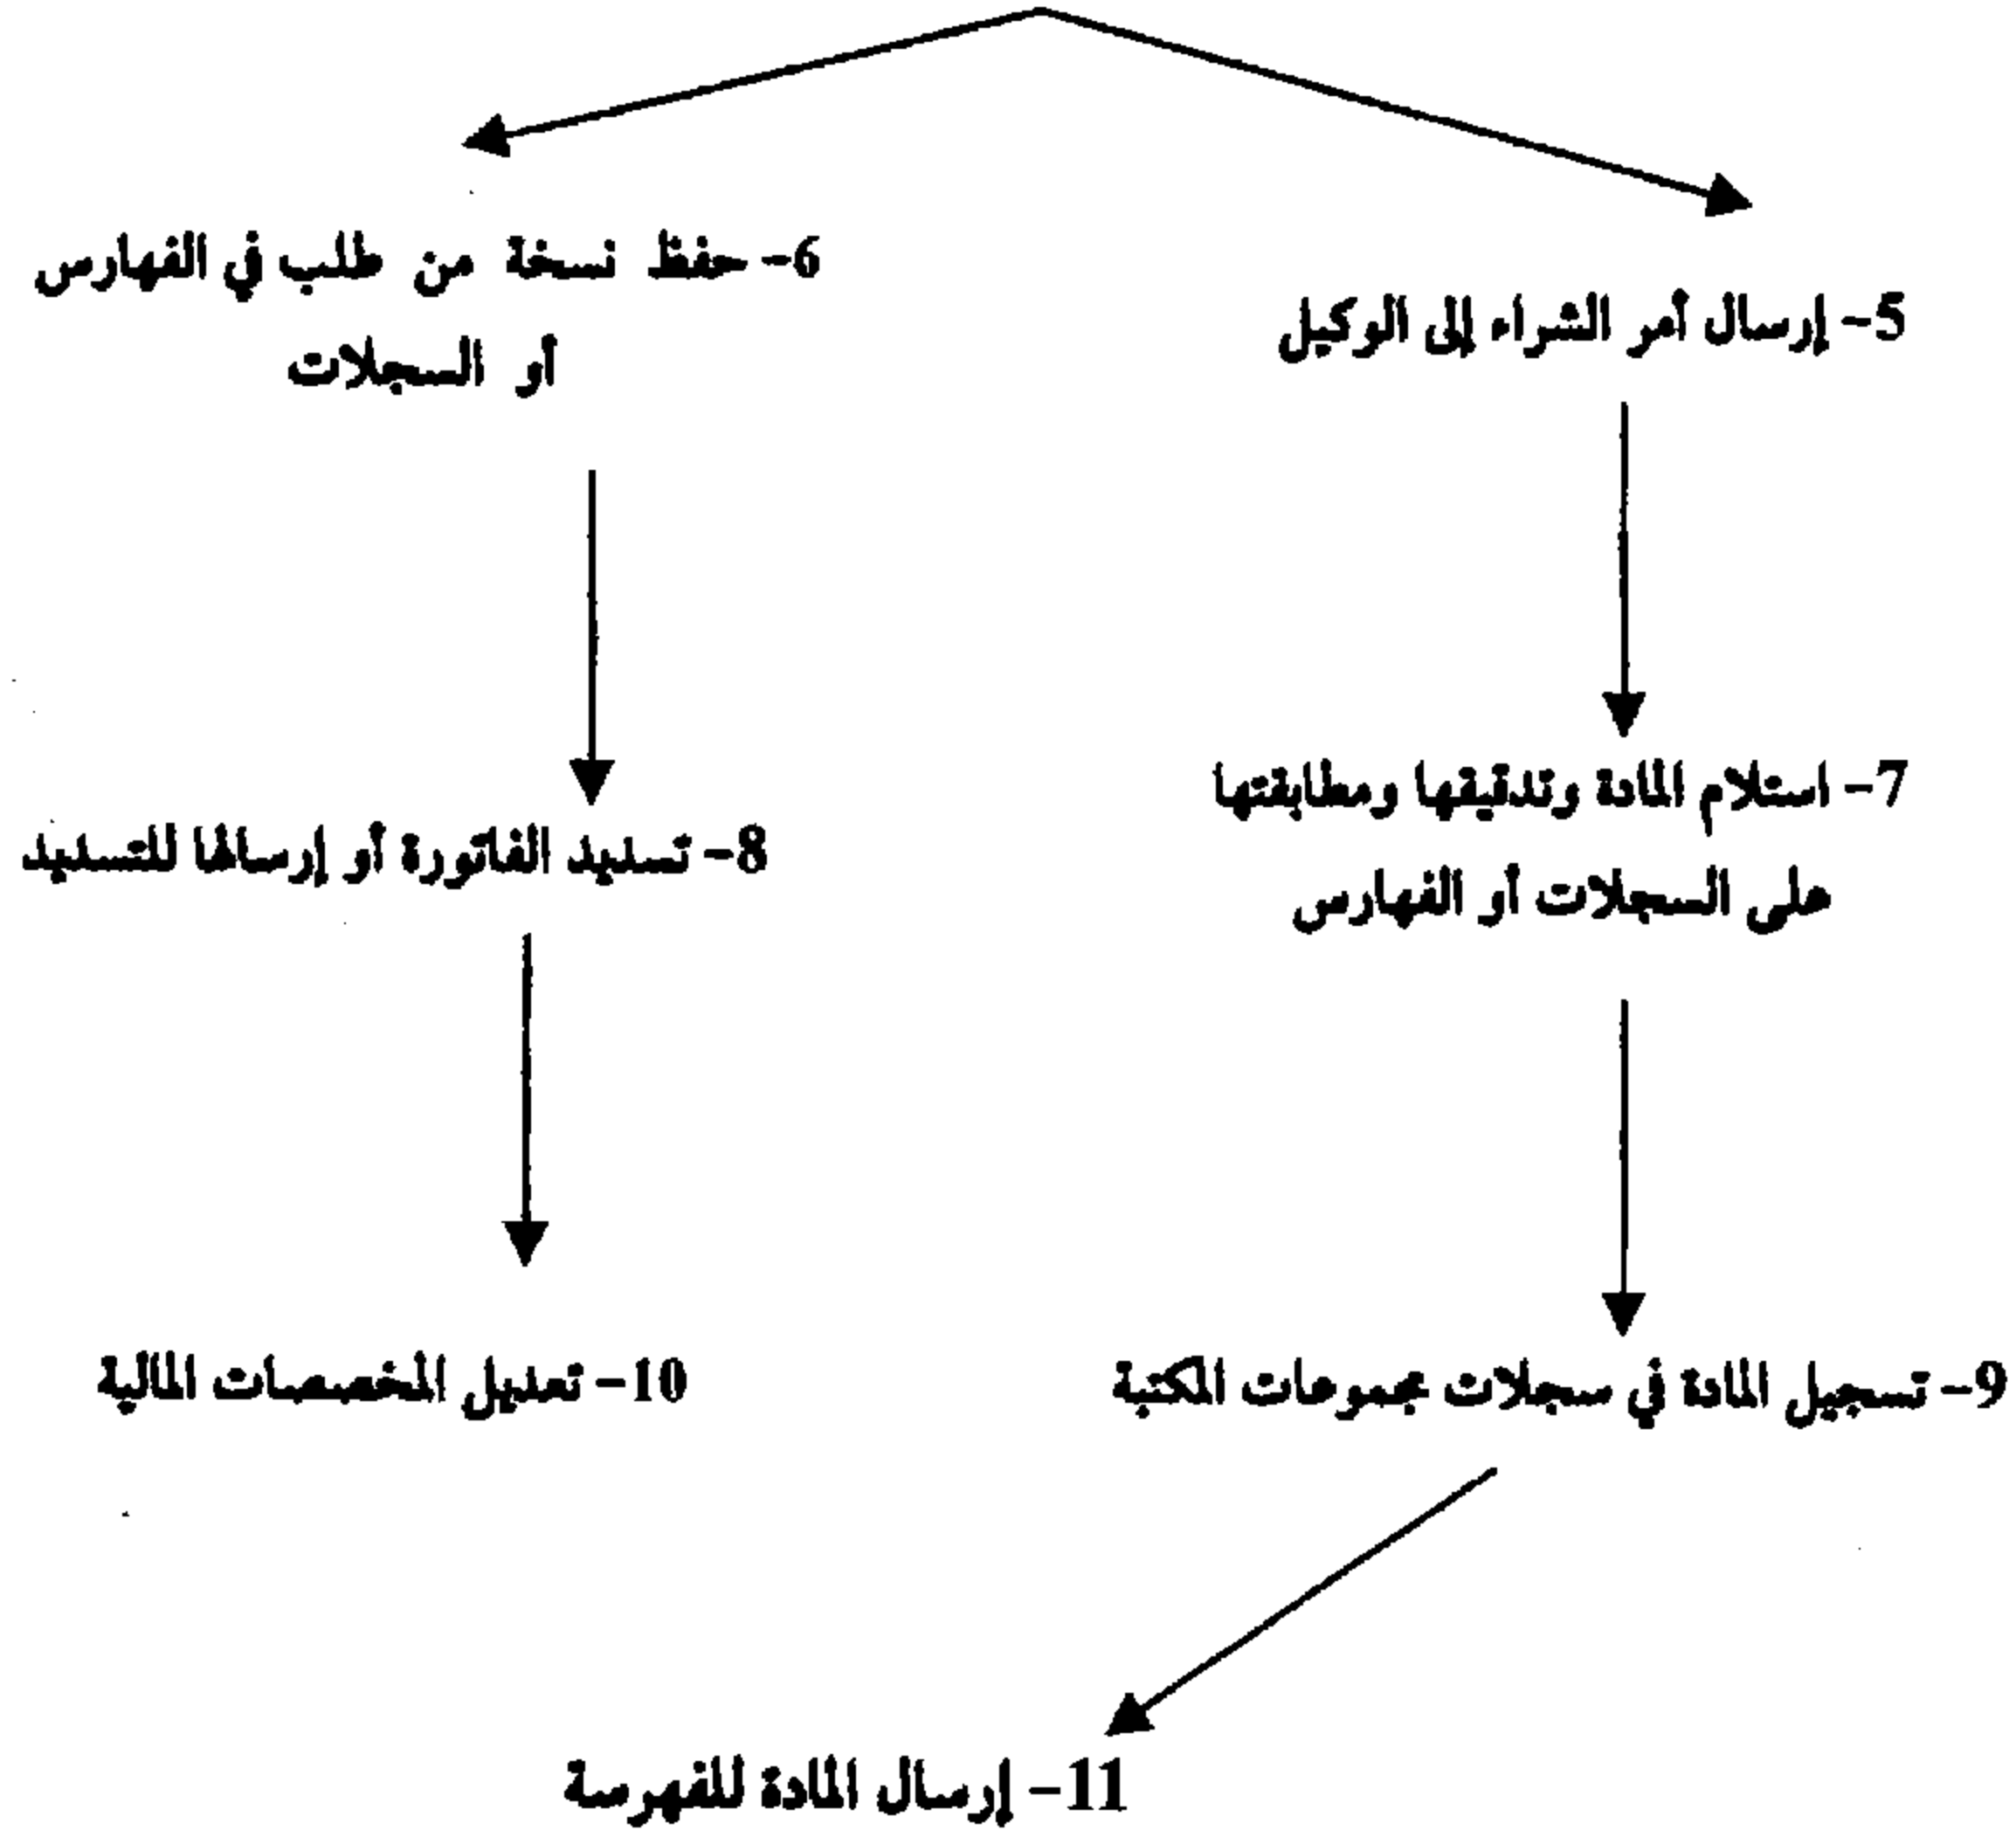 5- إرسال أمر الشراء إلى الوكيل
6- حفظ نسخة من طلب في الفهارس
أو السجلات
7- استلام المادة وتدقيقها ومطابقتها
على السجلات أو الفهارس
8- تسديد الفاتورة أو إرسالها للتسديد
9- تسجيل المادة في سجلات مجموعات المكتبة
10- تعديل المخصصات المالية
11- إرسال المادة للفهرسة